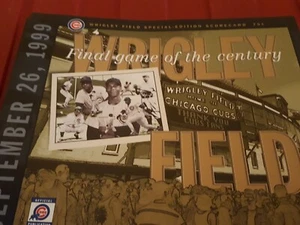 WRIGLEY FIELD SPECIAL-EDITION SCORECARD
WRIGLEY
Final game of the century
SEPTEMBER 26, 1999
WRIGLEY FIELD
HOME OF
CHICAGO CUBS
FIELD
OFFICIAL